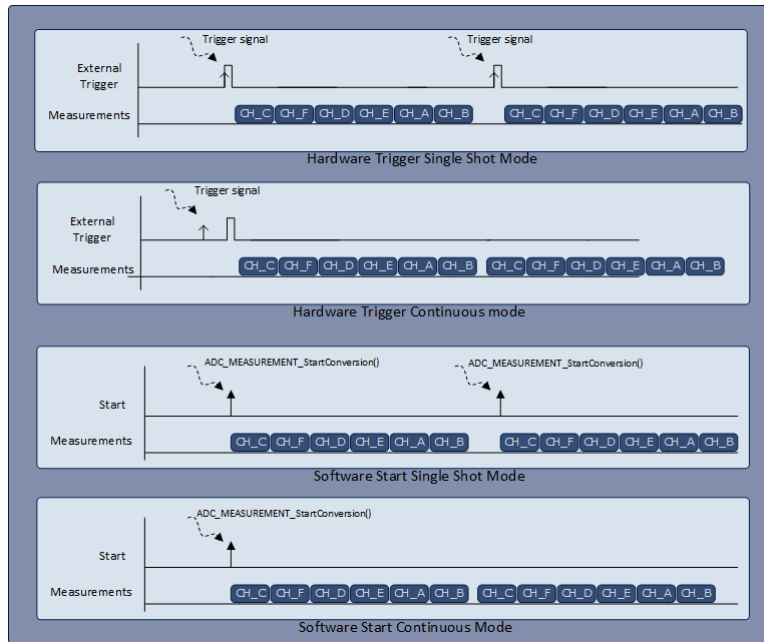 Trigger signal Trigger signal
External
Trigger
Measurements CH_C CH_F CH_D CH_E CH_A CH_B CH_C CH_F CH_D CH_E CH_A CH_B
Hardware Trigger Single Shot Mode
Trigger signal
External
Trigger
Measurements CH_C CH_F CH_D CH_E CH_A CH_B CH_C CH_F CH_D CH_E CH_A CH_B
Hardware Trigger Continuous mode
ADC_MEASUREMENT_StartConversion() ADC_MEASUREMENT_StartConversion()
Start
Measurements CH_C CH_F CH_D CH_E CH_A CH_B CH_C CH_F CH_D CH_E CH_A CH_B
Software Start Single Shot Mode
ADC_MEASUREMENT_StartConversion()
Start
Measurements CH_C CH_F CH_D CH_E CH_A CH_B CH_C CH_F CH_D CH_E CH_A CH_B
Software Start Continuous Mode